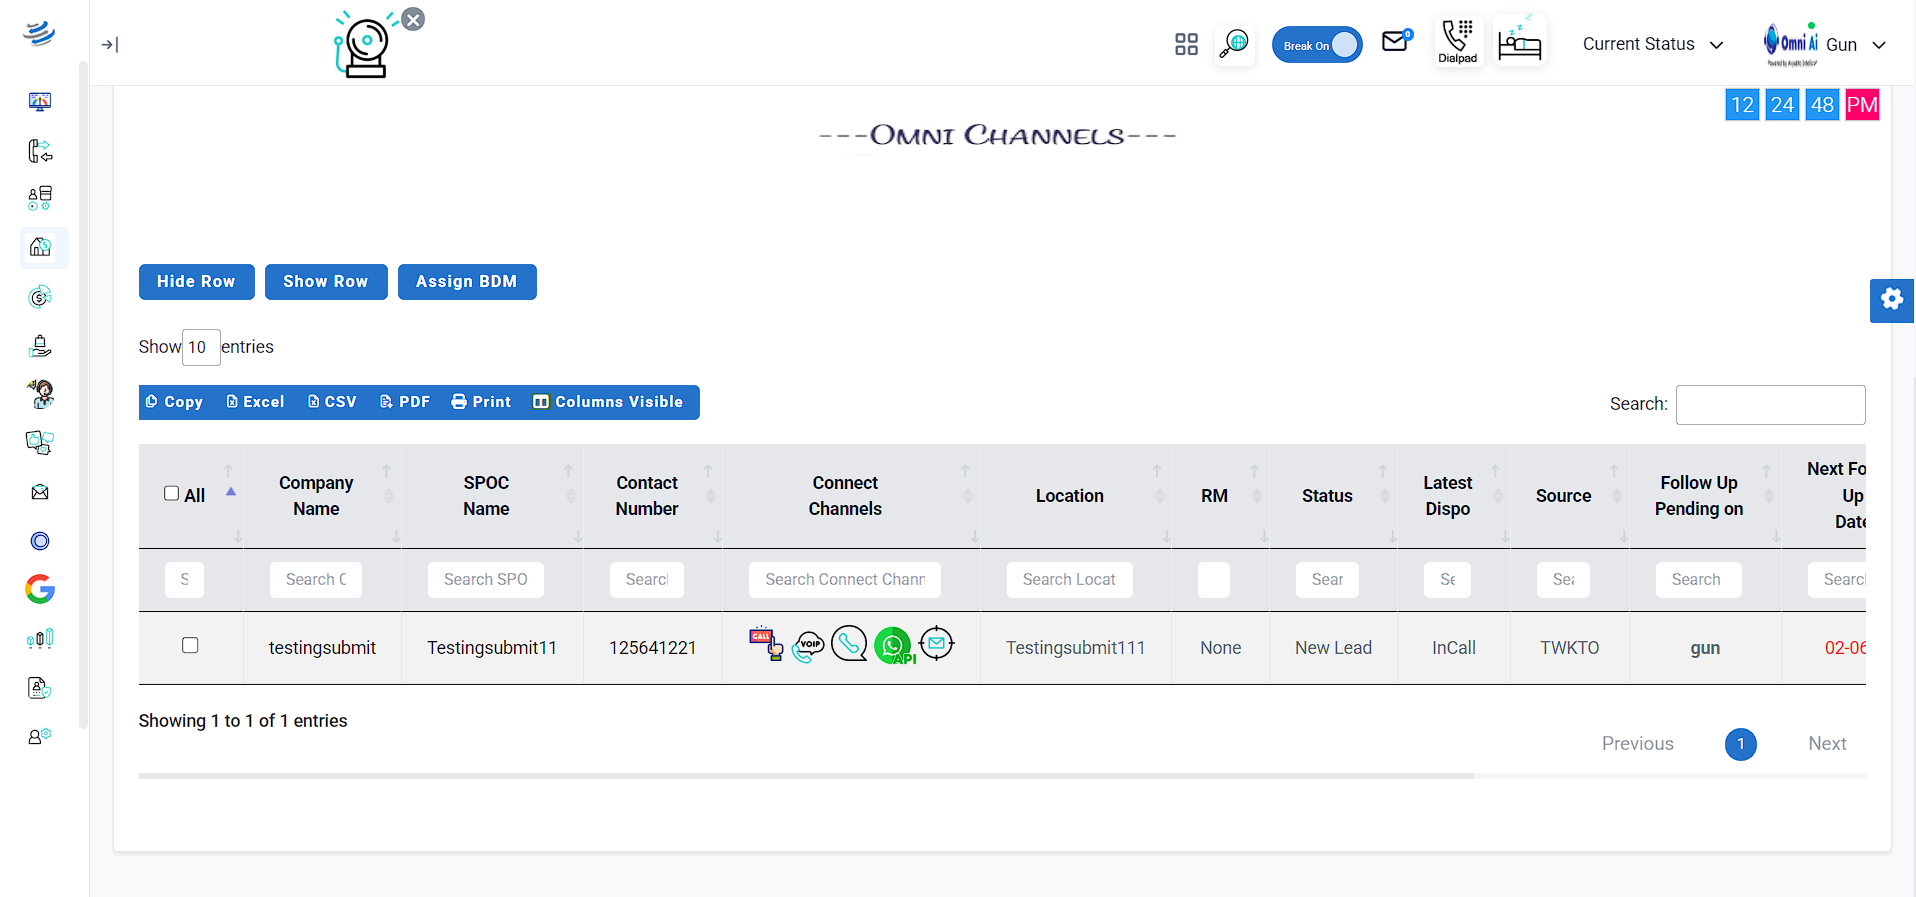 Break On
0
Dialpad
Current Status
Omni Ai
Gun
12 24 48 PM
---Omni Channels---
Hide Row
Show Row
Assign BDM
Show 10 entries
Copy
Excel
CSV
PDF
Print
Columns Visible
Search:
All
Company
Name
SPOC
Name
Contact
Number
Connect
Channels
Location
RM
Status
Latest
Dispo
Source
Follow Up
Pending on
Next Fo
Up
Date
S
Search C
Search SPO
Search
Search Connect Chann
Search Locat
Sear
Se
Sea
Search
Search
testingsubmit
Testingsubmit11
125641221
CALL
VOIP
API
Testingsubmit111
None
New Lead
InCall
TWKTO
gun
02-06
Showing 1 to 1 of 1 entries
Previous
1
Next